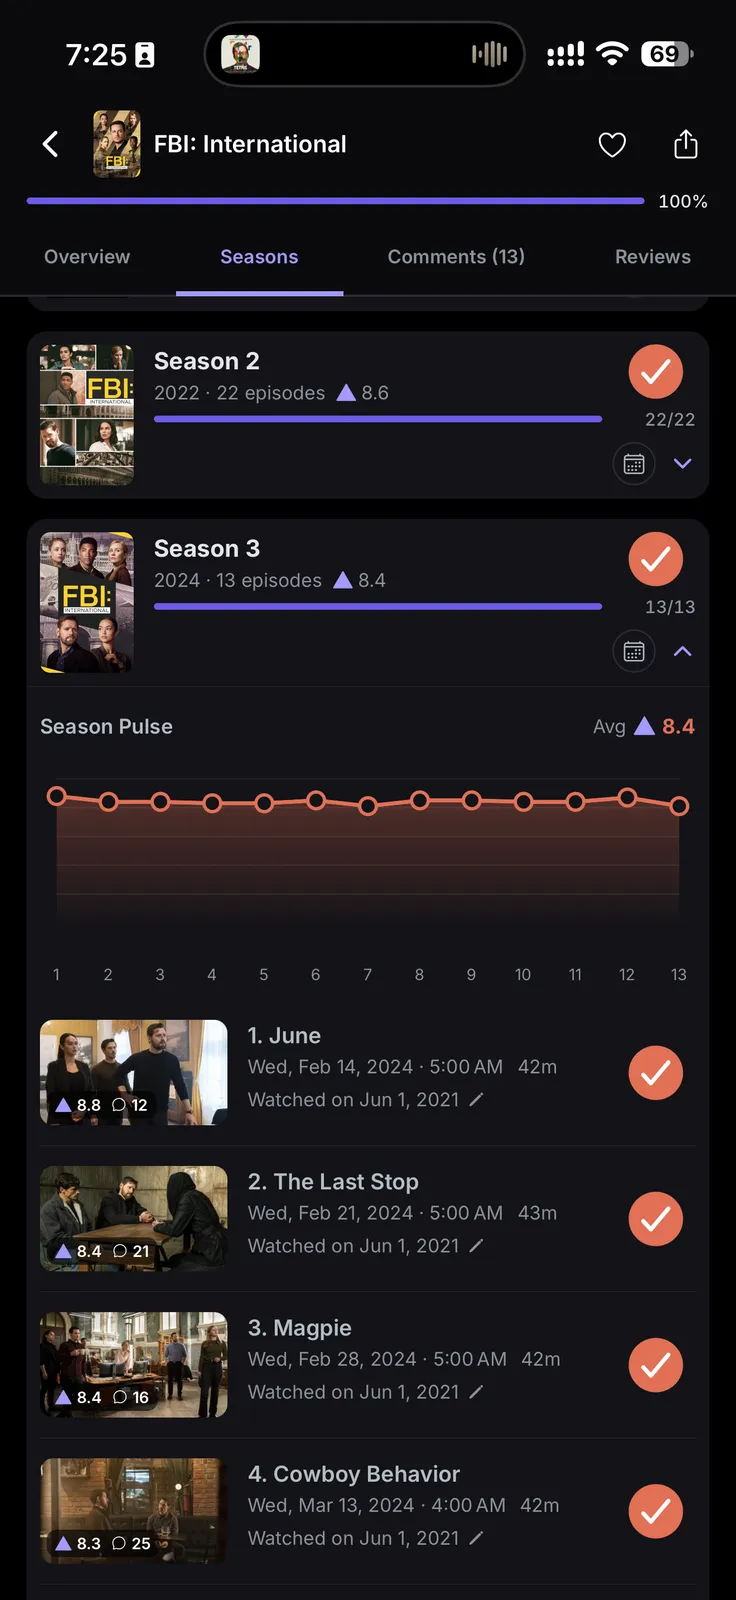 7:25
69
FBI
FBI: International
100%
Overview
Seasons
Comments (13)
Reviews
FBI:
INTERNATIONAL
Season 2
2022 · 22 episodes 8.6
22/22
FBI:
INTERNATIONAL
Season 3
2024 · 13 episodes 8.4
13/13
Season Pulse
Avg 8.4
1 2 3 4 5 6 7 8 9 10 11 12 13
1. June
Wed, Feb 14, 2024 · 5:00 AM 42m
Watched on Jun 1, 2021
8.8 12
2. The Last Stop
Wed, Feb 21, 2024 · 5:00 AM 43m
Watched on Jun 1, 2021
8.4 21
3. Magpie
Wed, Feb 28, 2024 · 5:00 AM 42m
Watched on Jun 1, 2021
8.4 16
4. Cowboy Behavior
Wed, Mar 13, 2024 · 4:00 AM 42m
Watched on Jun 1, 2021
8.3 25